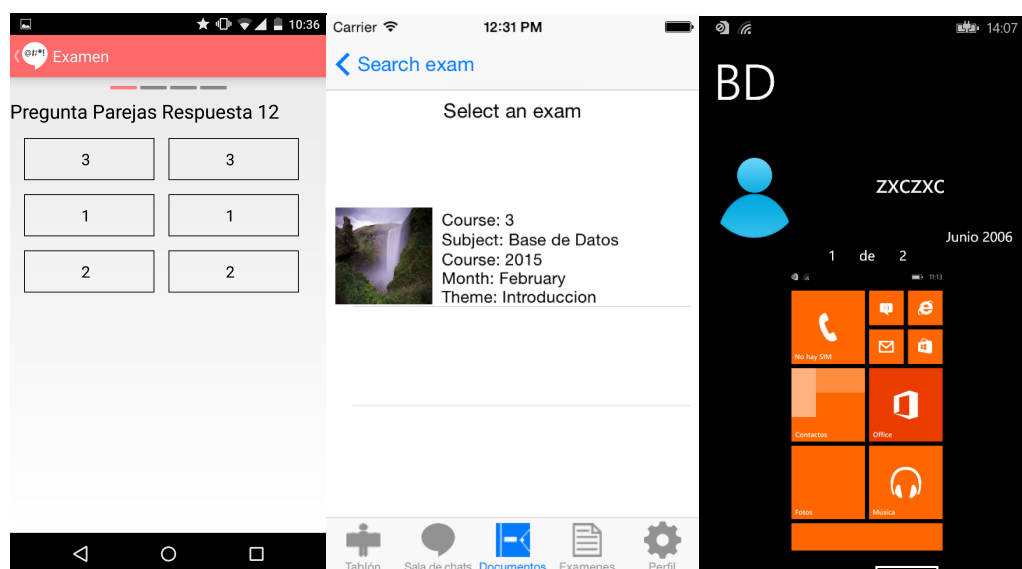 10:36
@#*!
Examen
Pregunta Parejas Respuesta 12
3 3
1 1
2 2
Carrier 12:31 PM
Search exam
Select an exam
Course: 3
Subject: Base de Datos
Course: 2015
Month: February
Theme: Introduccion
Tablón Sala de chats Documentos Examenes Perfil
14:07
BD
zxczxc
Junio 2006
1 de 2
11:13
No hay SIM
Contactos Office
Fotos Música